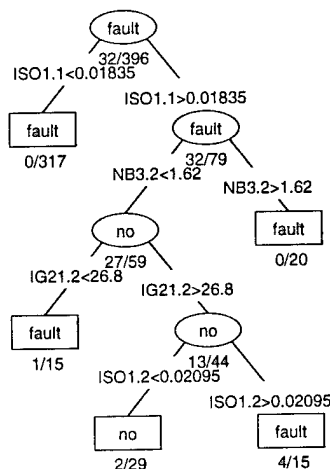 fault
32/396
ISO1.1<0.01835
ISO1.1>0.01835
fault
0/317
fault
32/79
NB3.2<1.62
NB3.2>1.62
no
27/59
fault
0/20
IG21.2<26.8
IG21.2>26.8
fault
1/15
no
13/44
ISO1.2<0.02095
ISO1.2>0.02095
no
2/29
fault
4/15